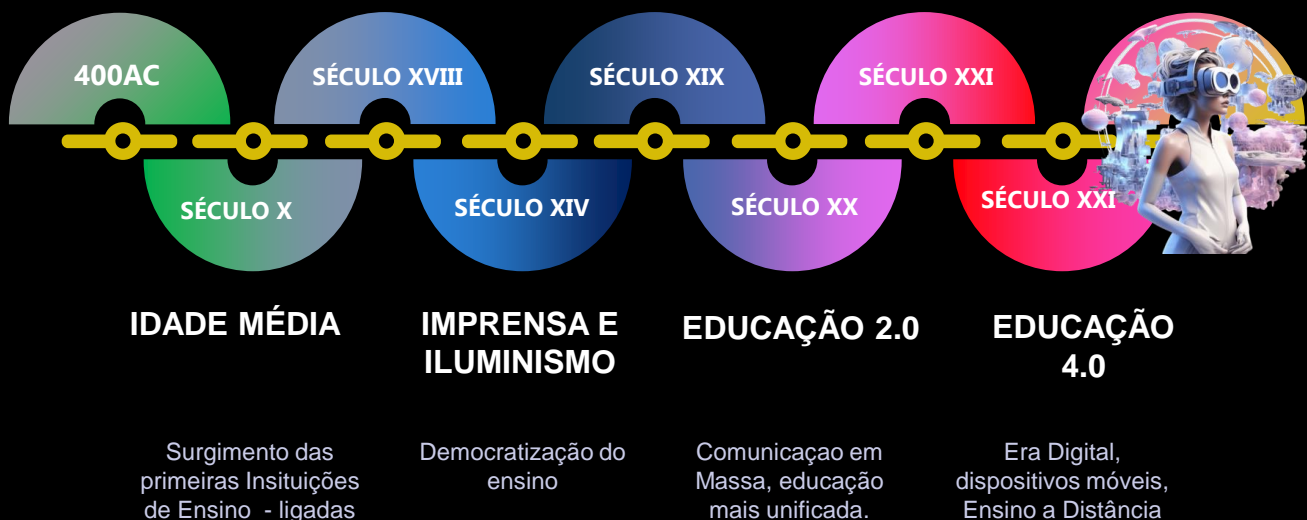 400AC
SÉCULO XVIII
SÉCULO XIX
SÉCULO XXI
SÉCULO X
SÉCULO XIV
SÉCULO XX
SÉCULO XXI
IDADE MÉDIA
IMPRENSA E
ILUMINISMO
EDUCAÇÃO 2.0
EDUCAÇÃO
4.0
Surgimento das
primeiras Insituições
de Ensino - ligadas
Democratização do
ensino
Comunicaçao em
Massa, educação
mais unificada.
Era Digital,
dispositivos móveis,
Ensino a Distância